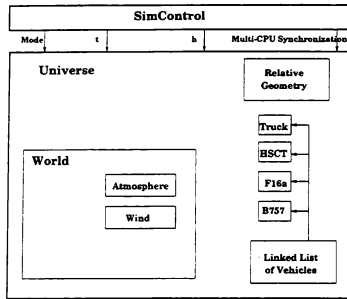 SimControl
Mode t h Multi-CPU Synchronization
Universe
Relative
Geometry
Truck
HSCT
F16a
B757
World
Atmosphere
Wind
Linked List
of Vehicles